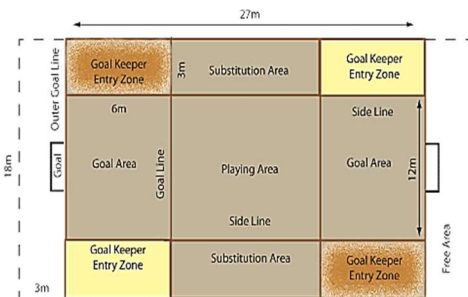 27m
Goal Keeper
Entry Zone
3m
Substitution Area
Goal Keeper
Entry Zone
Outer Goal Line
6m
Side Line
18m
Goal
Goal Area
Goal Line
Playing Area
Goal Area
12m
Side Line
Free Area
Goal Keeper
Entry Zone
Substitution Area
Goal Keeper
Entry Zone
3m